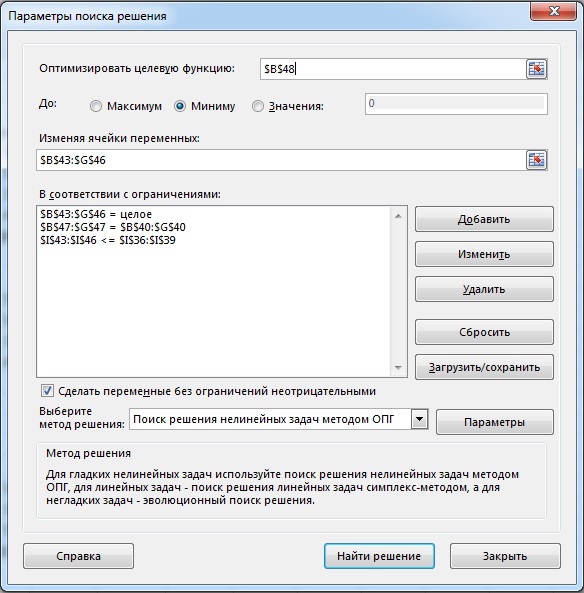 Параметры поиска решения
Оптимизировать целевую функцию: $B$48
До: Максимум Миниму Значения: 0
Изменяя ячейки переменных:
$B$43:$G$46
В соответствии с ограничениями:
$B$43:$G$46 = целое
$B$47:$G$47 = $B$40:$G$40
$I$43:$I$46 <= $I$36:$I$39
Добавить
Изменить
Удалить
Сбросить
Загрузить/сохранить
Сделать переменные без ограничений неотрицательными
Выберите
метод решения: Поиск решения нелинейных задач методом ОПГ Параметры
Метод решения
Для гладких нелинейных задач используйте поиск решения нелинейных задач методом
ОПГ, для линейных задач - поиск решения линейных задач симплекс-методом, а для
негладких задач - эволюционный поиск решения.
Справка Найти решение Закрыть